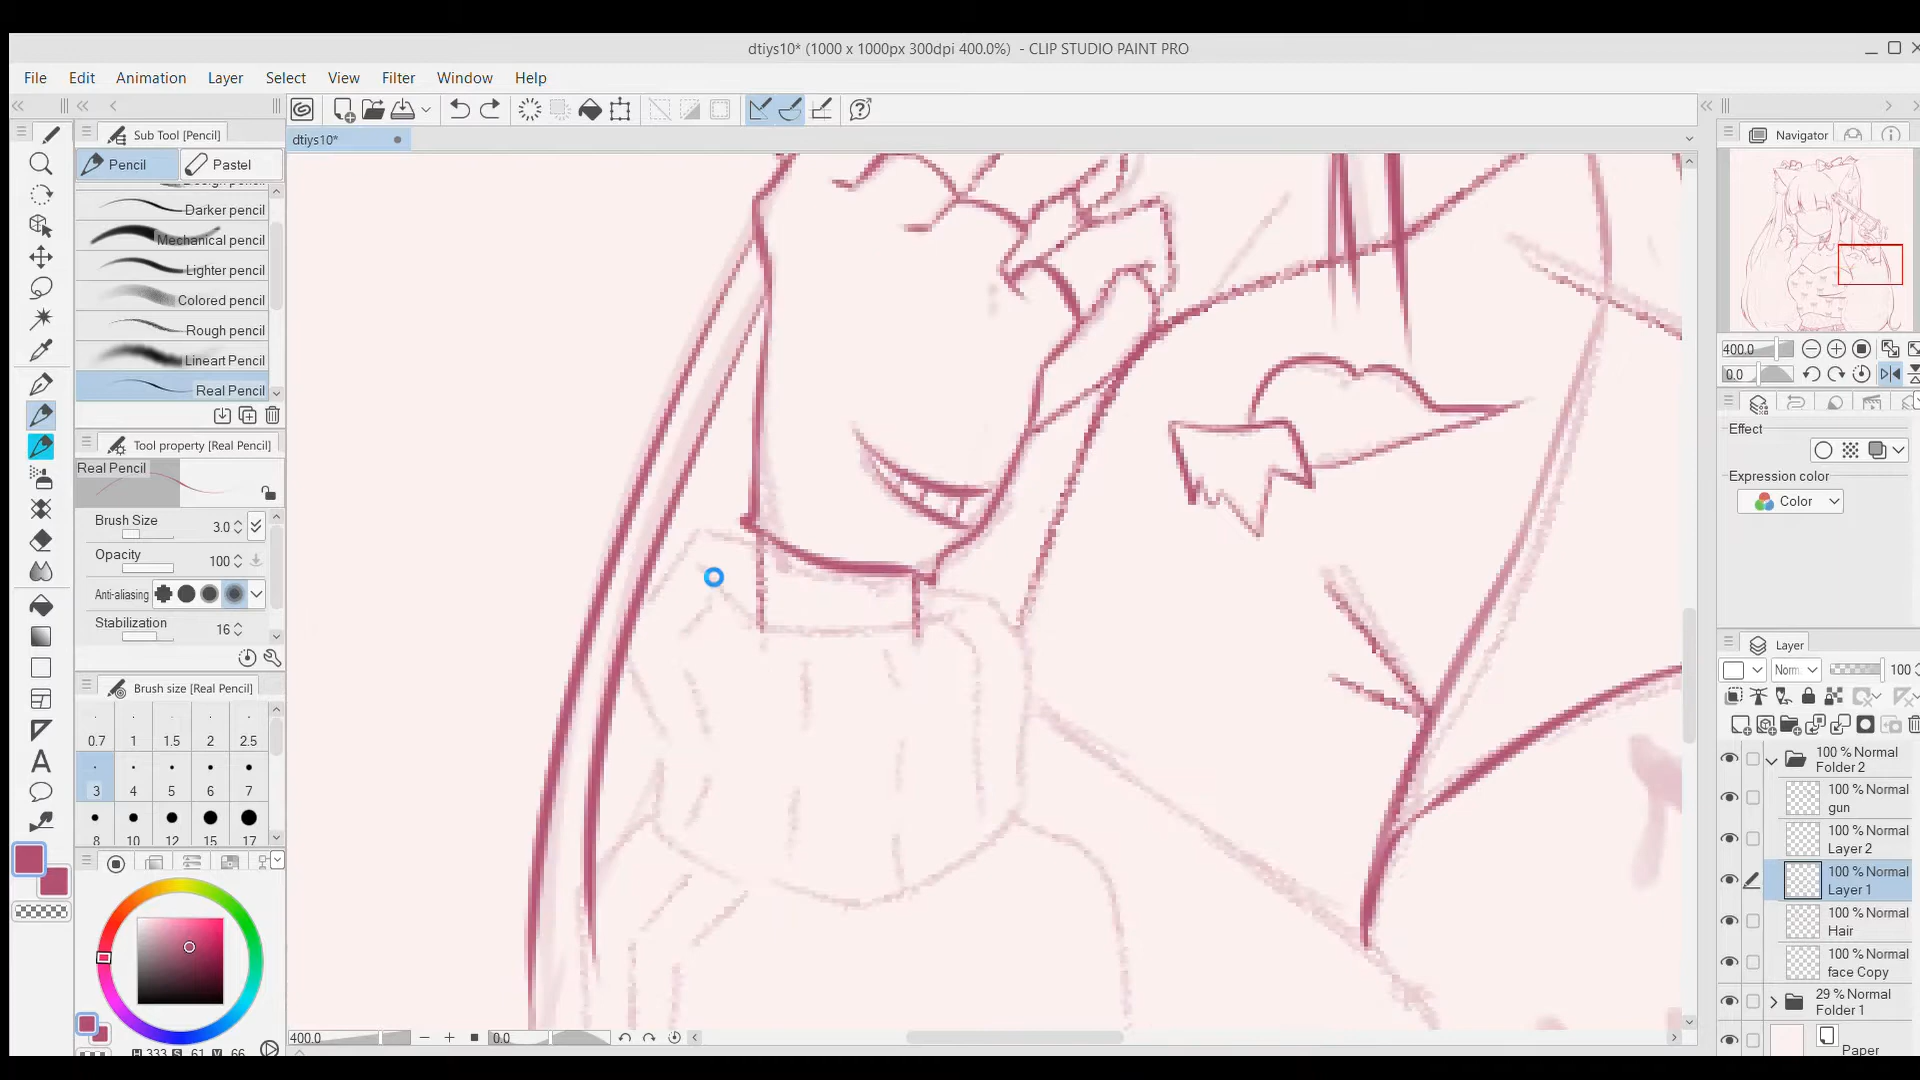 dtiys10* (1000 x 1000px 300dpi 400.0%) - CLIP STUDIO PAINT PRO
File Edit Animation Layer Select View Filter Window Help
Sub Tool [Pencil]
Pencil Pastel
Darker pencil
Mechanical pencil
Lighter pencil
Colored pencil
Rough pencil
Lineart Pencil
Real Pencil
Tool property [Real Pencil]
Real Pencil
Brush Size 3.0
Opacity 100
Anti-aliasing
Stabilization 16
Brush size [Real Pencil]
0.7 1 1.5 2 2.5
3 4 5 6 7
8 10 12 15 17
dtiys10*
400.0 0.0
Navigator
400.0
0.0
Effect
Expression color
Color
Layer
Norm 100
100 % Normal
Folder 2
100 % Normal
gun
100 % Normal
Layer 2
100 % Normal
Layer 1
100 % Normal
Hair
100 % Normal
face Copy
29 % Normal
Folder 1
Paper